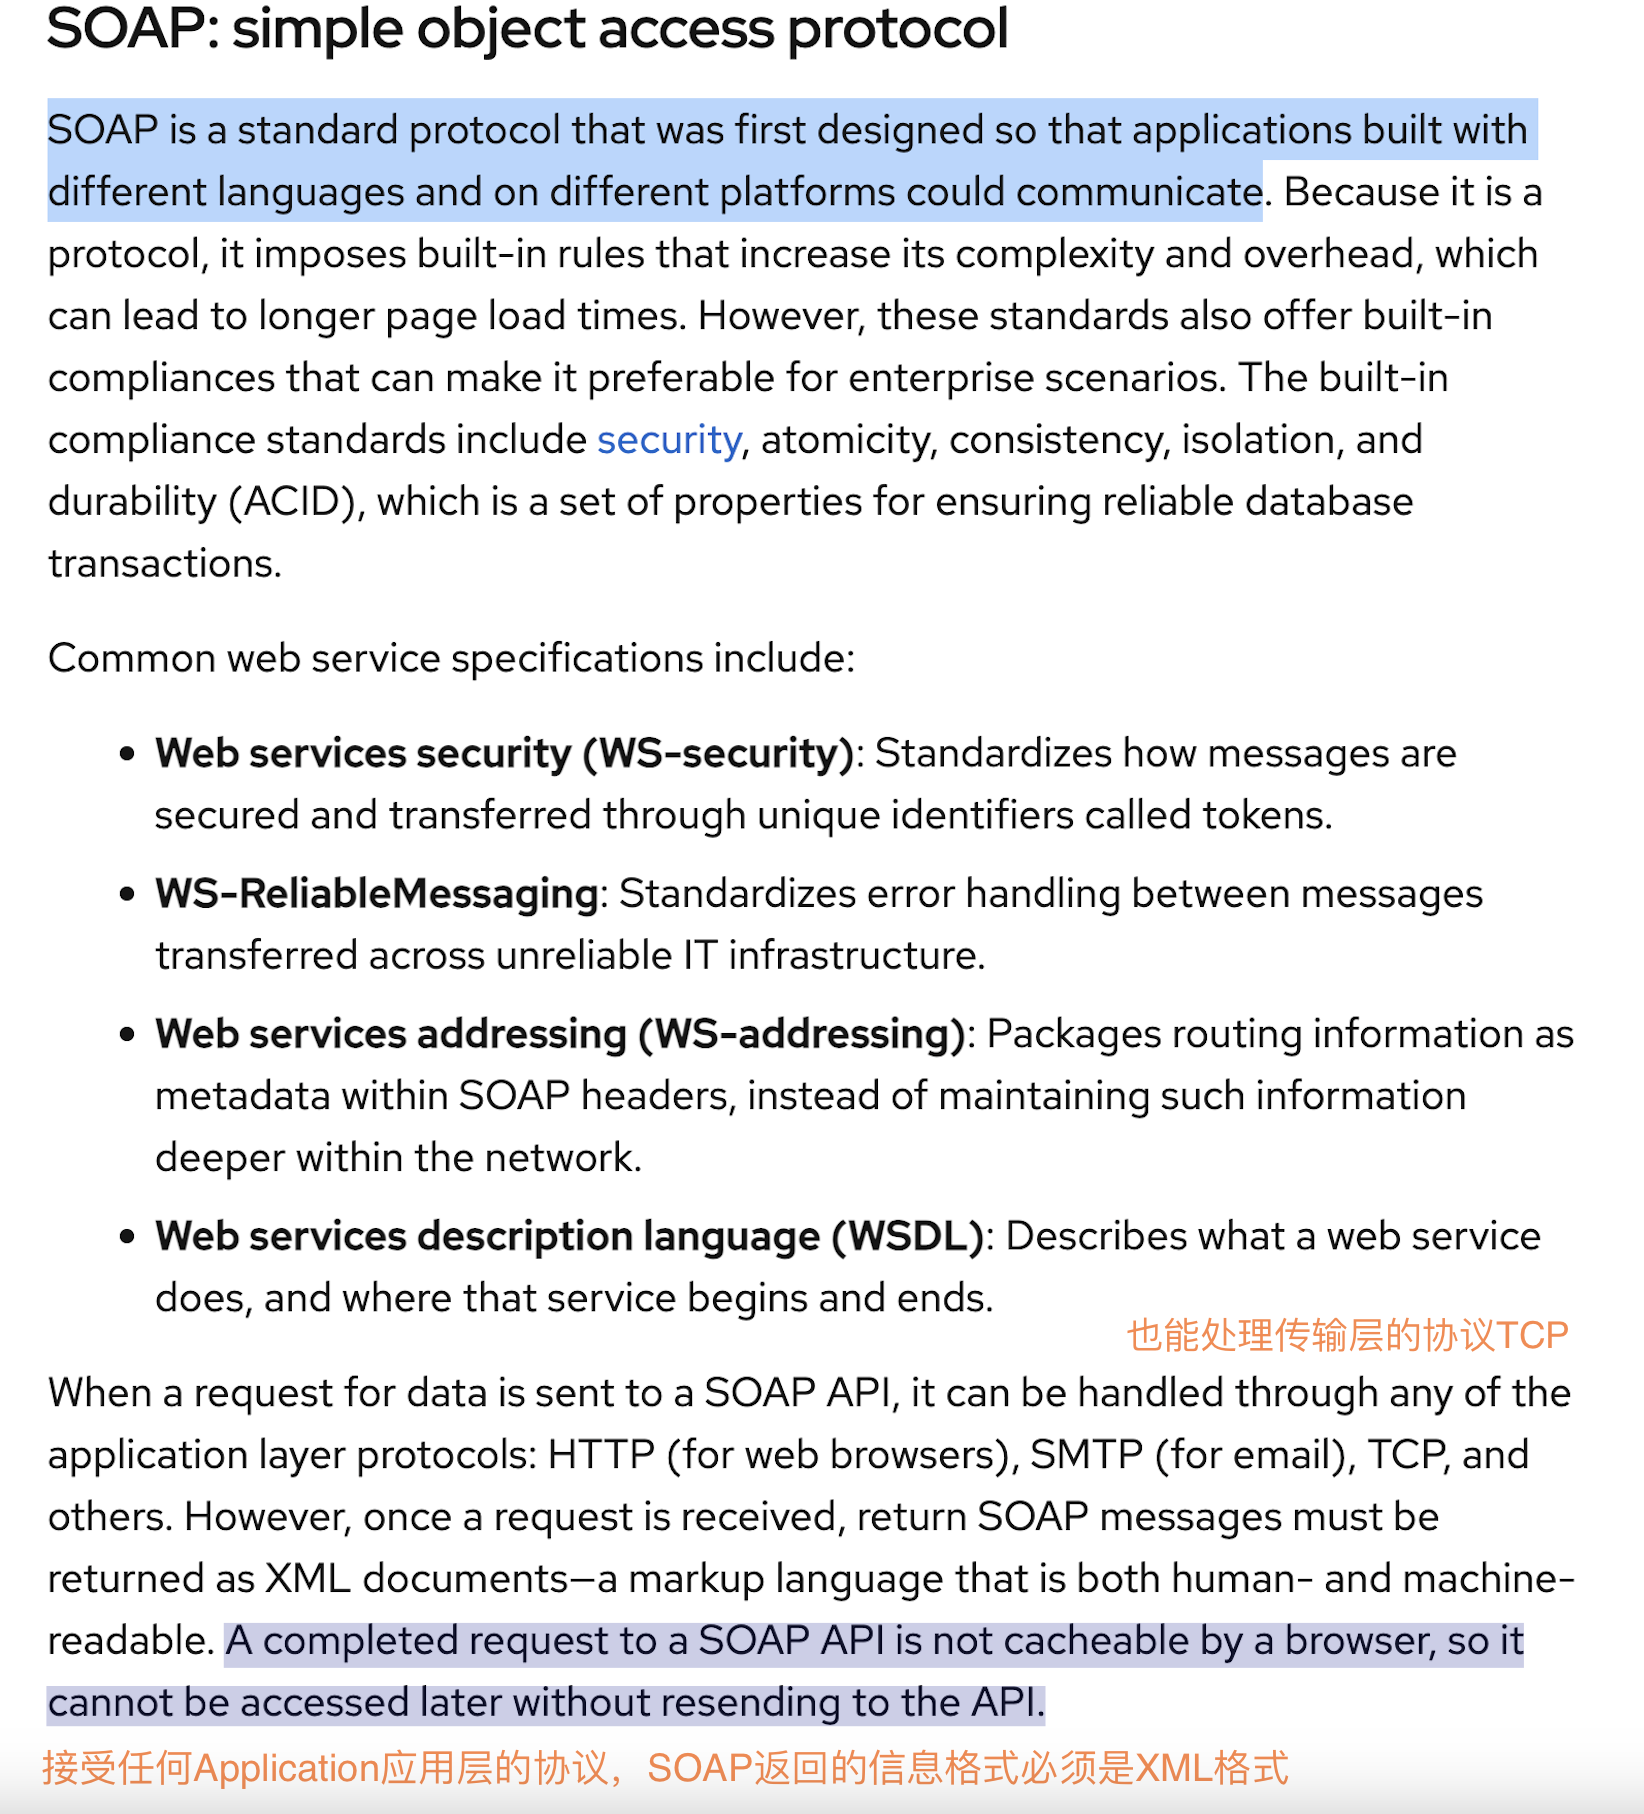 SOAP: simple object access protocol
SOAP is a standard protocol that was first designed so that applications built with
different languages and on different platforms could communicate. Because it is a
protocol, it imposes built-in rules that increase its complexity and overhead, which
can lead to longer page load times. However, these standards also offer built-in
compliances that can make it preferable for enterprise scenarios. The built-in
compliance standards include security, atomicity, consistency, isolation, and
durability (ACID), which is a set of properties for ensuring reliable database
transactions.
Common web service specifications include:
• Web services security (WS-security): Standardizes how messages are
secured and transferred through unique identifiers called tokens.
• WS-ReliableMessaging: Standardizes error handling between messages
transferred across unreliable IT infrastructure.
• Web services addressing (WS-addressing): Packages routing information as
metadata within SOAP headers, instead of maintaining such information
deeper within the network.
• Web services description language (WSDL): Describes what a web service
does, and where that service begins and ends.
也能处理传输层的协议TCP
When a request for data is sent to a SOAP API, it can be handled through any of the
application layer protocols: HTTP (for web browsers), SMTP (for email), TCP, and
others. However, once a request is received, return SOAP messages must be
returned as XML documents—a markup language that is both human- and machine-
readable. A completed request to a SOAP API is not cacheable by a browser, so it
cannot be accessed later without resending to the API.
接受任何Application应用层的协议，SOAP返回的信息格式必须是XML格式